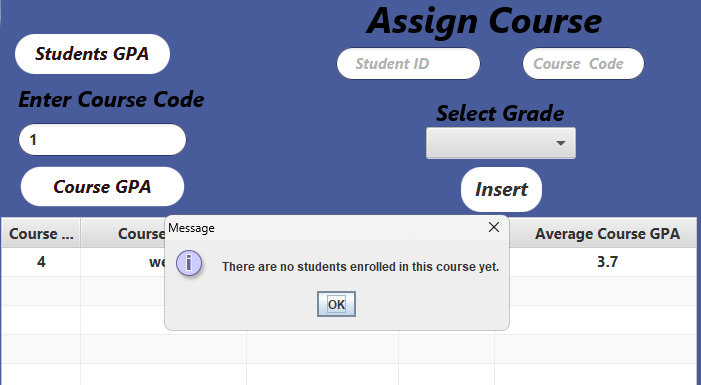 Assign Course
Students GPA
Student ID
Course Code
Enter Course Code
Select Grade
1
Course GPA
Insert
Course ...
Course
Average Course GPA
Message
4
we
3.7
There are no students enrolled in this course yet.
OK